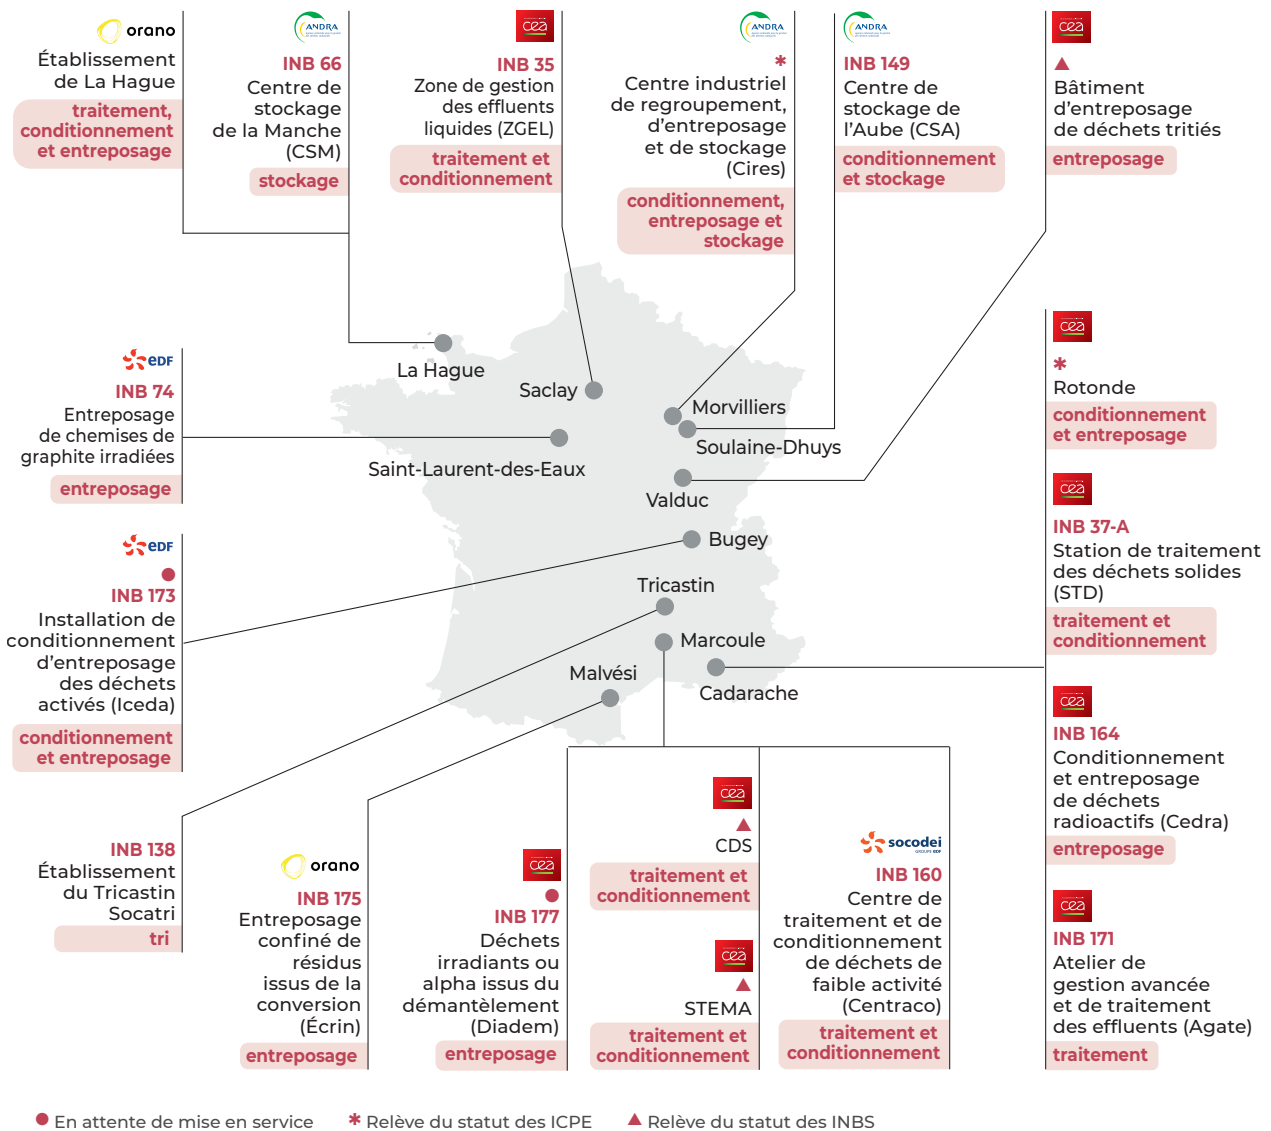 orano
Établissement
de La Hague
traitement,
conditionnement
et entreposage
ANDRA
INB 66
Centre de
stockage
de la Manche
(CSM)
stockage
cea
INB 35
Zone de gestion
des effluents
liquides (ZGEL)
traitement et
conditionnement
ANDRA
*
Centre industriel
de regroupement,
d'entreposage
et de stockage
(Cires)
conditionnement,
entreposage et
stockage
ANDRA
INB 149
Centre de
stockage de
l'Aube (CSA)
conditionnement
et stockage
cea
Bâtiment
d'entreposage
de déchets tritiés
entreposage
La Hague
Saclay
Morvilliers
Soulaine-Dhuys
Saint-Laurent-des-Eaux
Valduc
Bugey
Tricastin
Marcoule
Malvési
Cadarache
eDF
INB 74
Entreposage
de chemises de
graphite irradiées
entreposage
eDF
INB 173
Installation de
conditionnement
d'entreposage
des déchets
activés (Iceda)
conditionnement
et entreposage
INB 138
Établissement
du Tricastin
Socatri
tri
orano
INB 175
Entreposage
confiné de
résidus
issus de la
conversion
(Écrin)
entreposage
cea
INB 177
Déchets
irradiants ou
alpha issus du
démantèlement
(Diadem)
entreposage
cea
CDS
traitement et
conditionnement
cea
STEMA
traitement et
conditionnement
socodei
GROUPE EDF
INB 160
Centre de
traitement et de
conditionnement
de déchets de
faible activité
(Centraco)
traitement et
conditionnement
cea
*
Rotonde
conditionnement
et entreposage
cea
INB 37-A
Station de traitement
des déchets solides
(STD)
traitement et
conditionnement
cea
INB 164
Conditionnement
et entreposage
de déchets
radioactifs (Cedra)
entreposage
cea
INB 171
Atelier de
gestion avancée
et de traitement
des effluents (Agate)
traitement
● En attente de mise en service * Relève du statut des ICPE ▲ Relève du statut des INBS